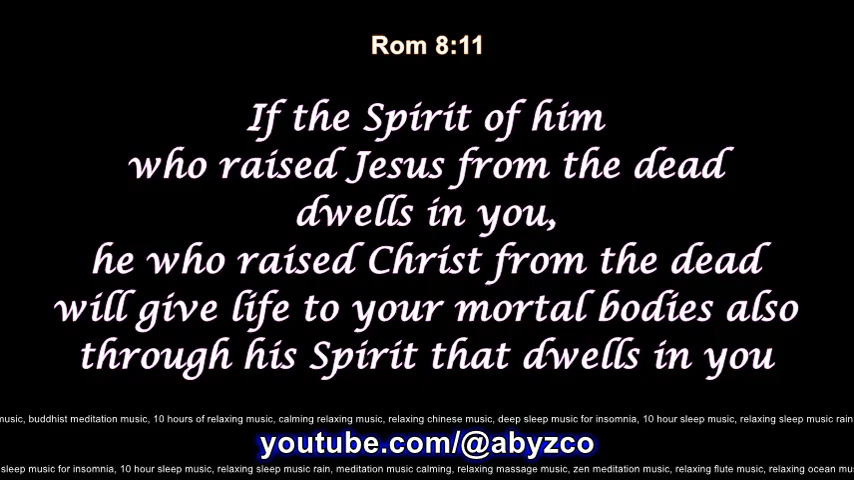 Rom 8:11
If the Spirit of him
who raised Jesus from the dead
dwells in you,
he who raised Christ from the dead
will give life to your mortal bodies also
through his Spirit that dwells in you
music, buddhist meditation music, 10 hours of relaxing music, calming relaxing music, relaxing chinese music, deep sleep music for insomnia, 10 hour sleep music, relaxing sleep music rain
youtube.com/@abyzco
sleep music for insomnia, 10 hour sleep music, relaxing sleep music rain, meditation music calming, relaxing massage music, zen meditation music, relaxing flute music, relaxing ocean